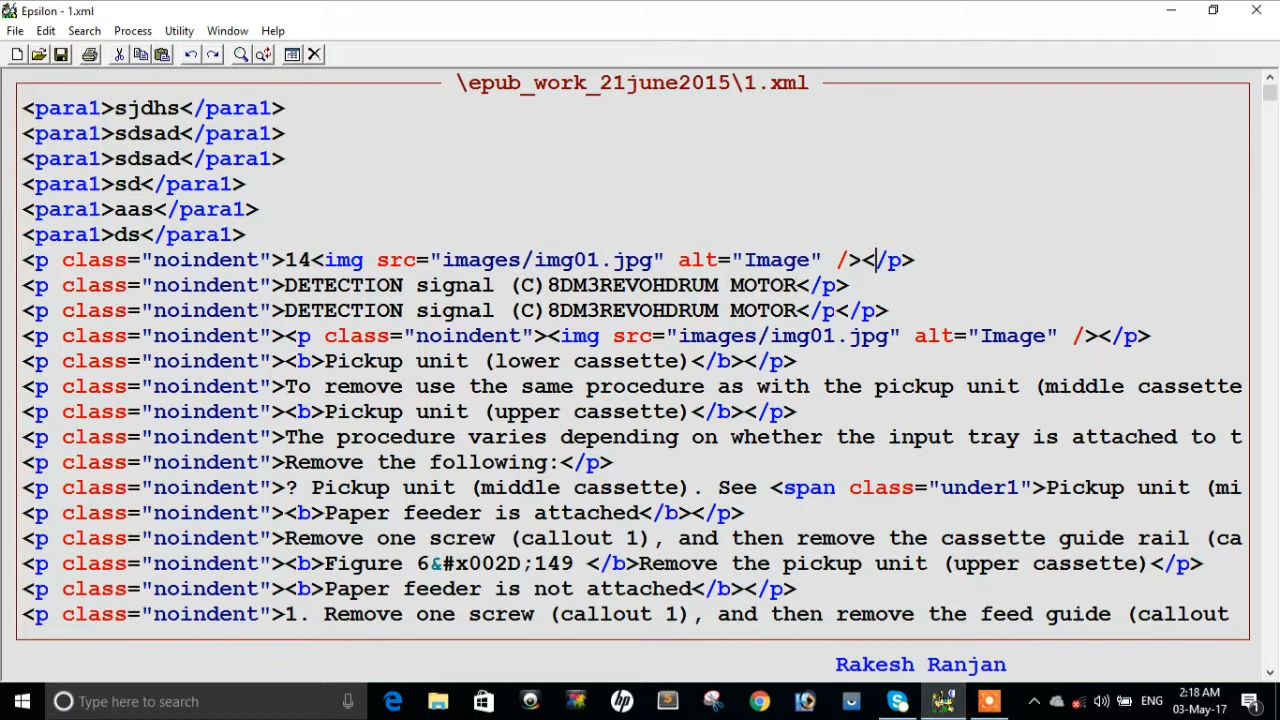 Epsilon - 1.xml
File Edit Search Process Utility Window Help
\epub_work_21june2015\1.xml
<para1>sjdhs</para1>
<para1>sdsad</para1>
<para1>sdsad</para1>
<para1>sd</para1>
<para1>aas</para1>
<para1>ds</para1>
<p class="noindent">14<img src="images/img01.jpg" alt="Image" /></p>
<p class="noindent">DETECTION signal (C)8DM3REVOHDRUM MOTOR</p>
<p class="noindent">DETECTION signal (C)8DM3REVOHDRUM MOTOR</p</p>
<p class="noindent"><p class="noindent"><img src="images/img01.jpg" alt="Image" /></p>
<p class="noindent"><b>Pickup unit (lower cassette)</b></p>
<p class="noindent">To remove use the same procedure as with the pickup unit (middle cassette
<p class="noindent"><b>Pickup unit (upper cassette)</b></p>
<p class="noindent">The procedure varies depending on whether the input tray is attached to t
<p class="noindent">Remove the following:</p>
<p class="noindent">? Pickup unit (middle cassette). See <span class="under1">Pickup unit (mi
<p class="noindent"><b>Paper feeder is attached</b></p>
<p class="noindent">Remove one screw (callout 1), and then remove the cassette guide rail (ca
<p class="noindent"><b>Figure 6&#x002D;149 </b>Remove the pickup unit (upper cassette)</p>
<p class="noindent"><b>Paper feeder is not attached</b></p>
<p class="noindent">1. Remove one screw (callout 1), and then remove the feed guide (callout
Rakesh Ranjan
Type here to search
hp
S
ENG
2:18 AM
03-May-17
1